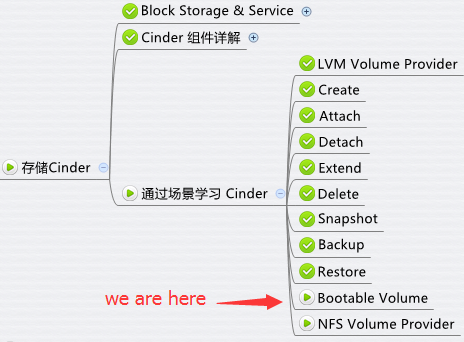 Block Storage & Service
Cinder 组件详解
LVM Volume Provider
Create
Attach
Detach
存储Cinder
Extend
通过场景学习 Cinder
Delete
Snapshot
Backup
Restore
we are here
Bootable Volume
NFS Volume Provider